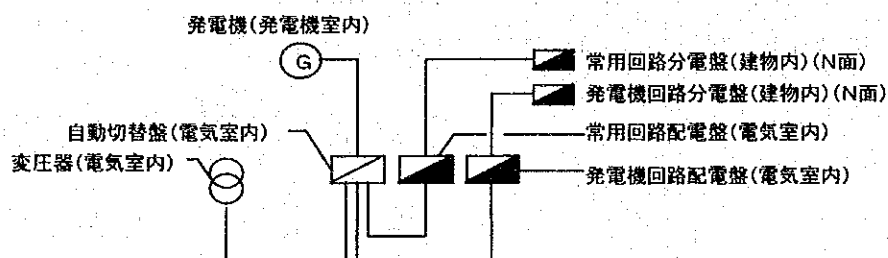 発電機(発電機室内)
G
常用回路分電盤(建物内)(N面)
発電機回路分電盤(建物内)(N面)
自動切替盤(電気室内)
常用回路配電盤(電気室内)
変圧器(電気室内)
発電機回路配電盤(電気室内)